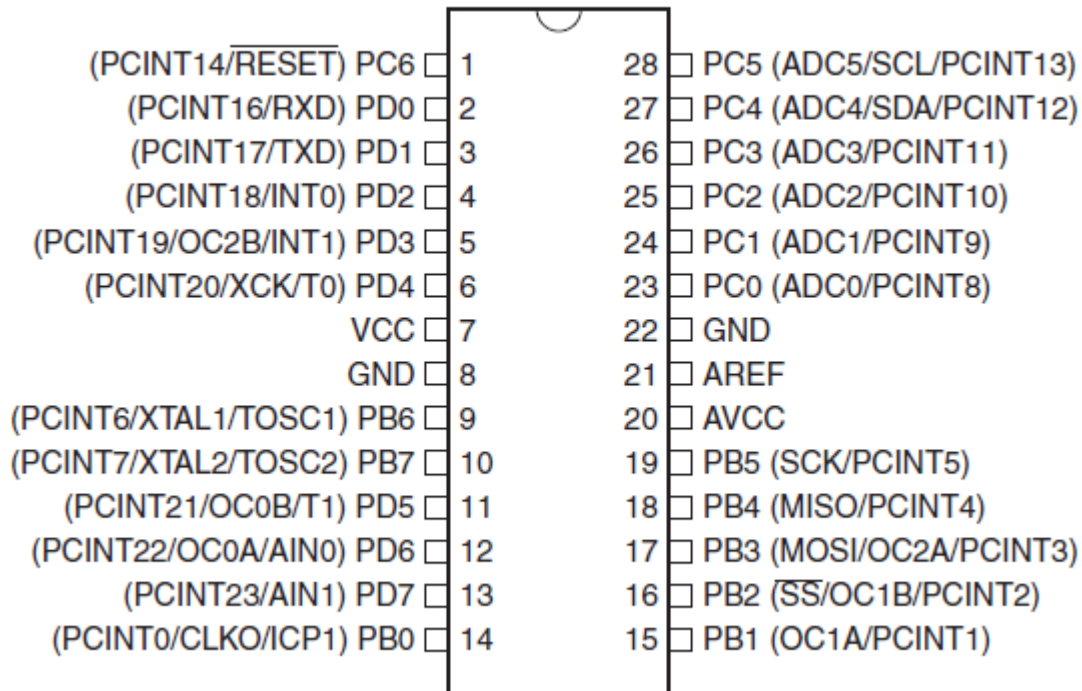 (PCINT14/RESET) PC6 1 28 PC5 (ADC5/SCL/PCINT13)
(PCINT16/RXD) PD0 2 27 PC4 (ADC4/SDA/PCINT12)
(PCINT17/TXD) PD1 3 26 PC3 (ADC3/PCINT11)
(PCINT18/INT0) PD2 4 25 PC2 (ADC2/PCINT10)
(PCINT19/OC2B/INT1) PD3 5 24 PC1 (ADC1/PCINT9)
(PCINT20/XCK/T0) PD4 6 23 PC0 (ADC0/PCINT8)
VCC 7 22 GND
GND 8 21 AREF
(PCINT6/XTAL1/TOSC1) PB6 9 20 AVCC
(PCINT7/XTAL2/TOSC2) PB7 10 19 PB5 (SCK/PCINT5)
(PCINT21/OC0B/T1) PD5 11 18 PB4 (MISO/PCINT4)
(PCINT22/OC0A/AIN0) PD6 12 17 PB3 (MOSI/OC2A/PCINT3)
(PCINT23/AIN1) PD7 13 16 PB2 (SS/OC1B/PCINT2)
(PCINT0/CLKO/ICP1) PB0 14 15 PB1 (OC1A/PCINT1)